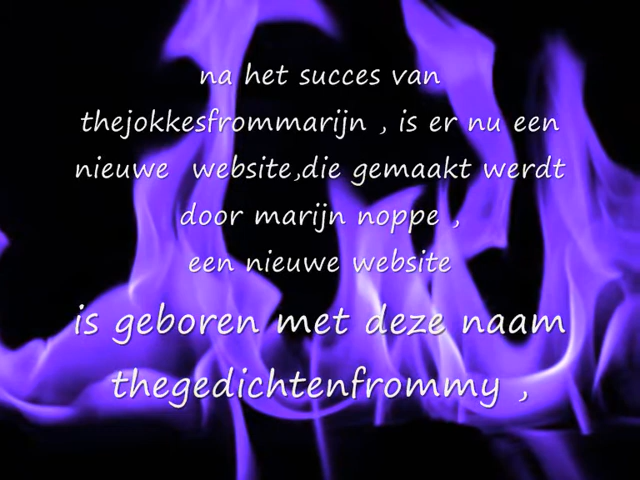 na het succes van
thejokkesfrommarijn , is er nu een
nieuwe  website,die gemaakt werdt
door marijn noppe ,
een nieuwe website
is geboren met deze naam
thegedichtenfrommy ,